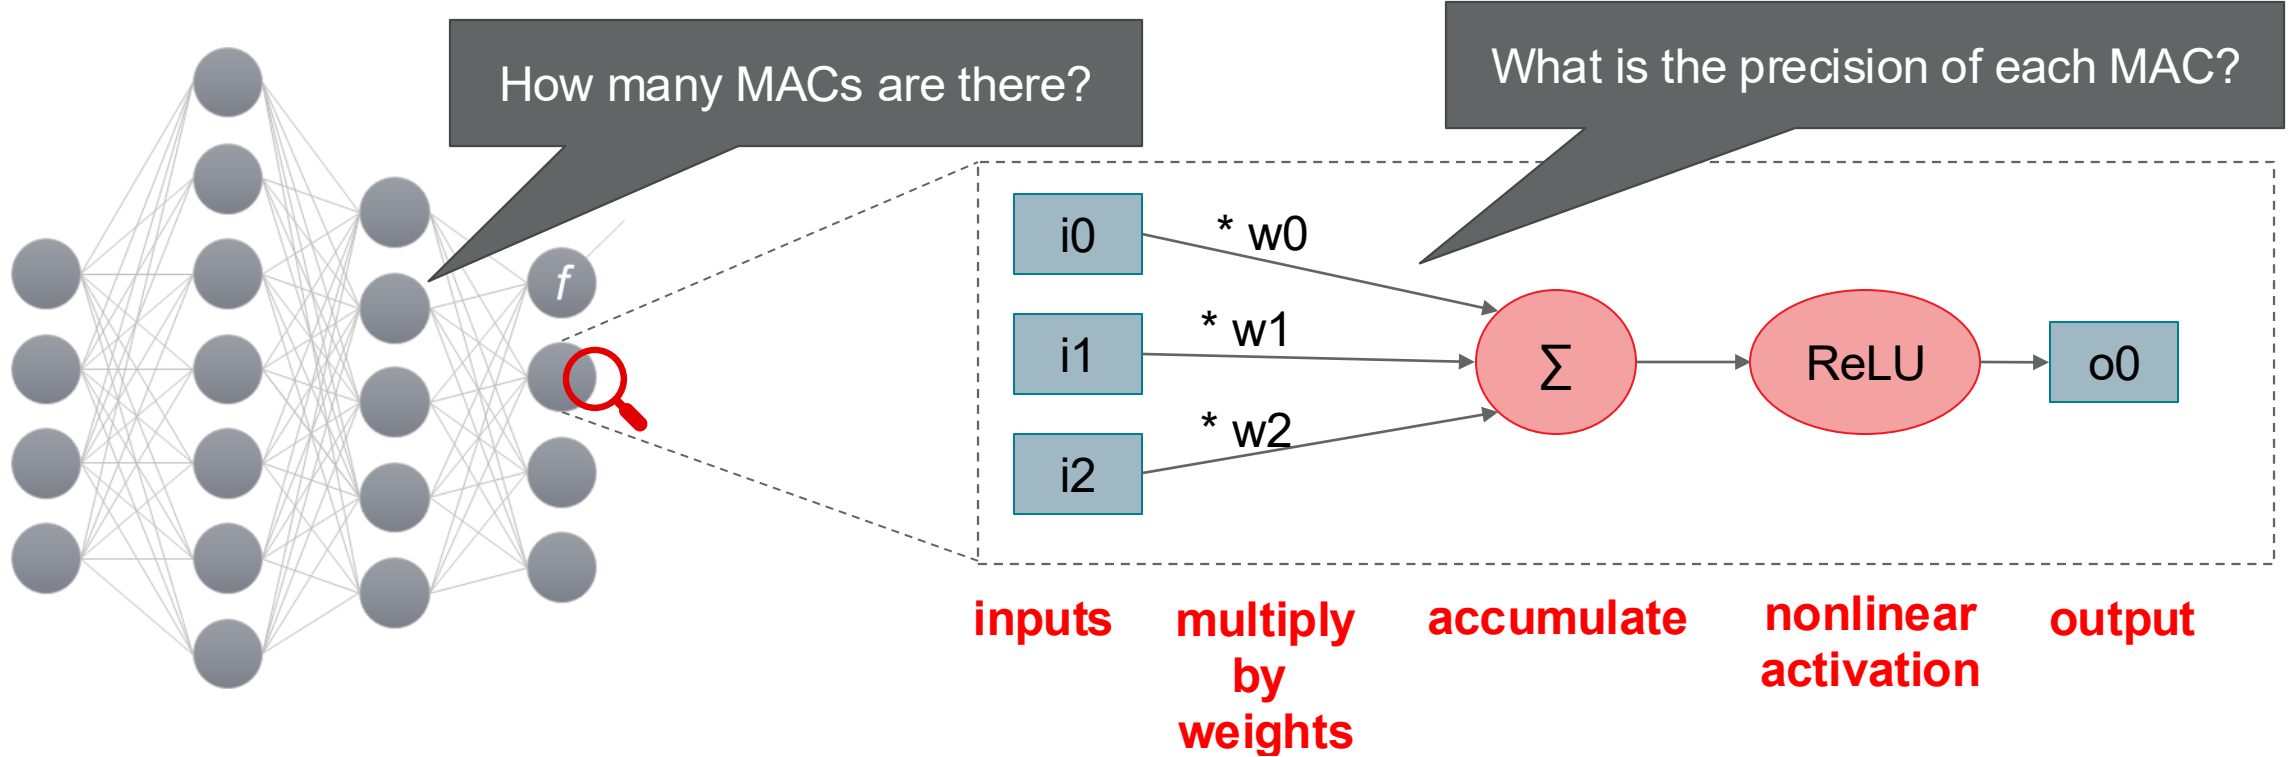 How many MACs are there?
What is the precision of each MAC?
f
i0
* w0
i1
* w1
i2
* w2
∑
ReLU
o0
inputs
multiply
by
weights
accumulate
nonlinear
activation
output